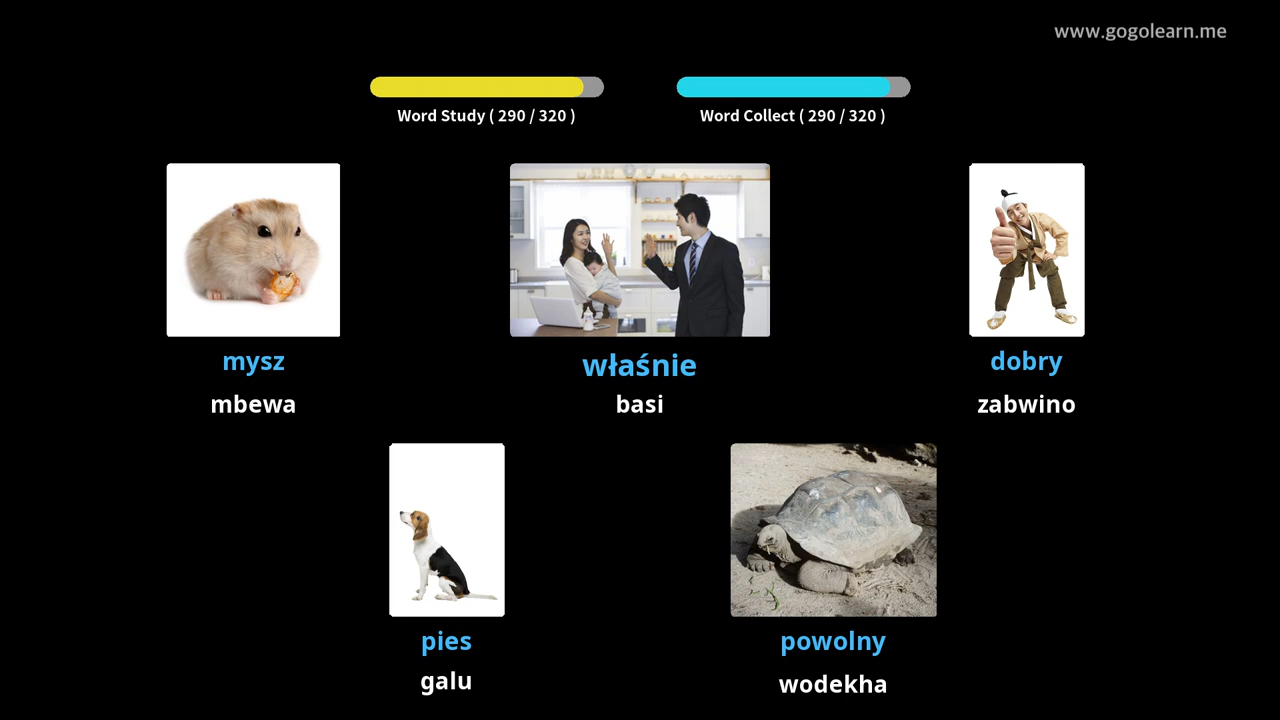 www.gogolearn.me
Word Study ( 290 / 320 )
Word Collect ( 290 / 320 )
mysz
mbewa
właśnie
basi
dobry
zabwino
pies
galu
powolny
wodekha